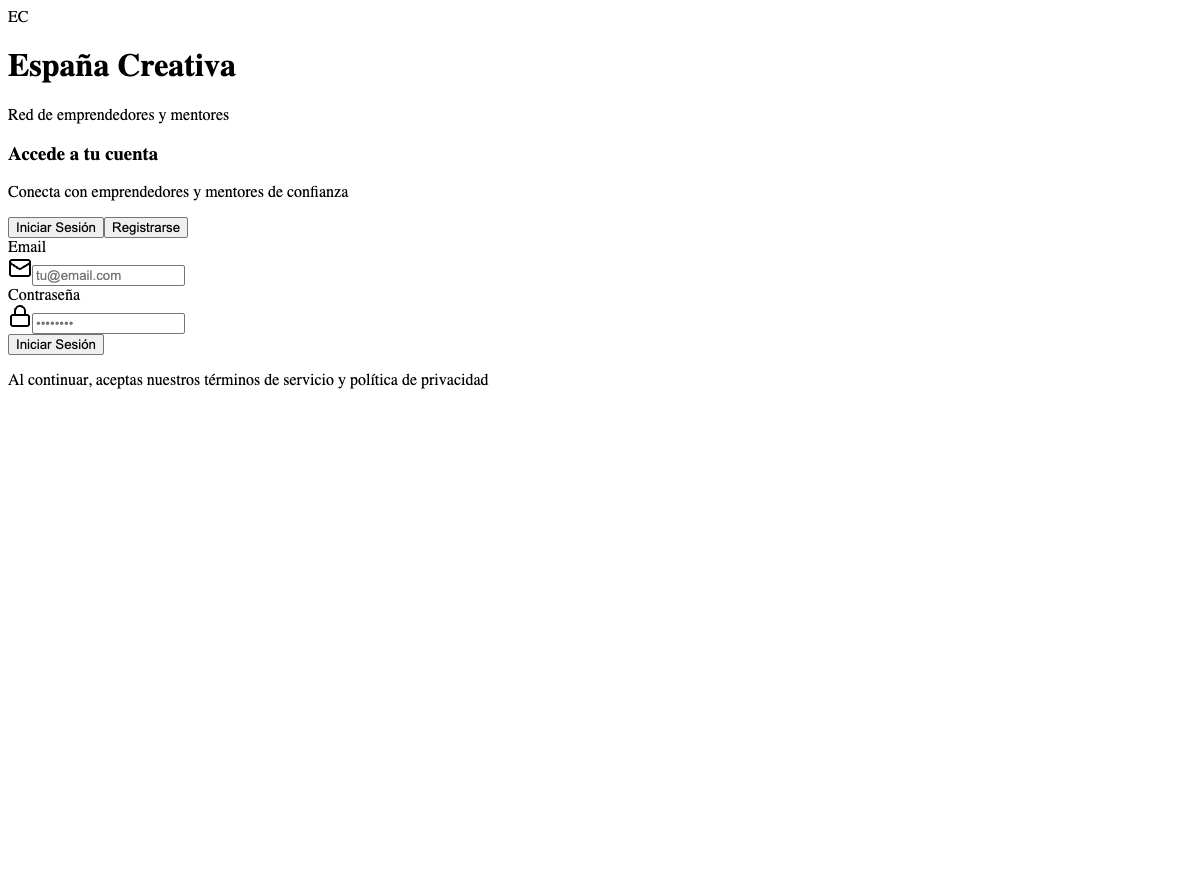 EC
España Creativa
Red de emprendedores y mentores
Accede a tu cuenta
Conecta con emprendedores y mentores de confianza
Iniciar Sesión Registrarse
Email
tu@email.com
Contraseña
••••••••
Iniciar Sesión
Al continuar, aceptas nuestros términos de servicio y política de privacidad